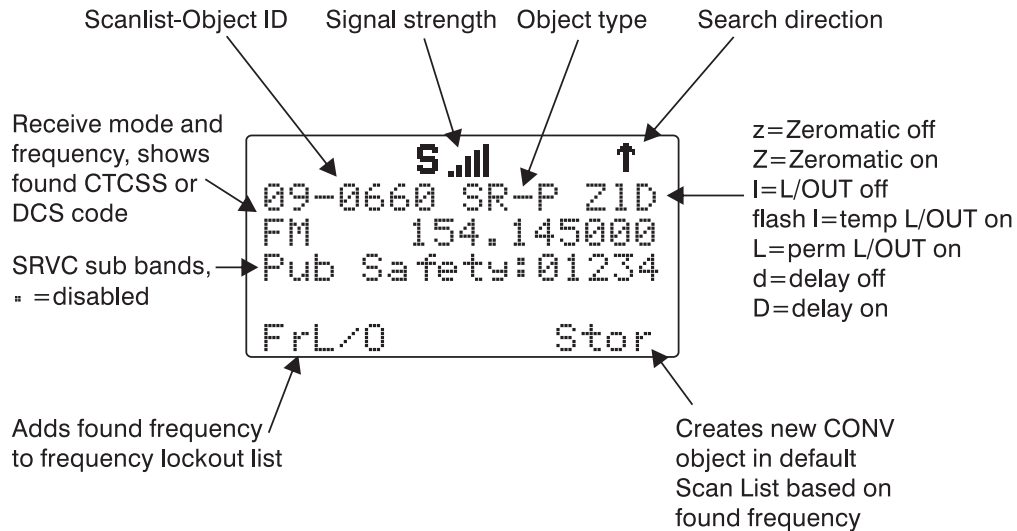 Scanlist-Object ID
Signal strength
Object type
Search direction
Receive mode and
frequency, shows
found CTCSS or
DCS code
SRVC sub bands,
▪ =disabled
S ↑
09-0660 SR-P ZlD
FM 154.145000
Pub Safety:01234
FrL/O Stor
z=Zeromatic off
Z=Zeromatic on
l=L/OUT off
flash l=temp L/OUT on
L=perm L/OUT on
d=delay off
D=delay on
Adds found frequency
to frequency lockout list
Creates new CONV
object in default
Scan List based on
found frequency